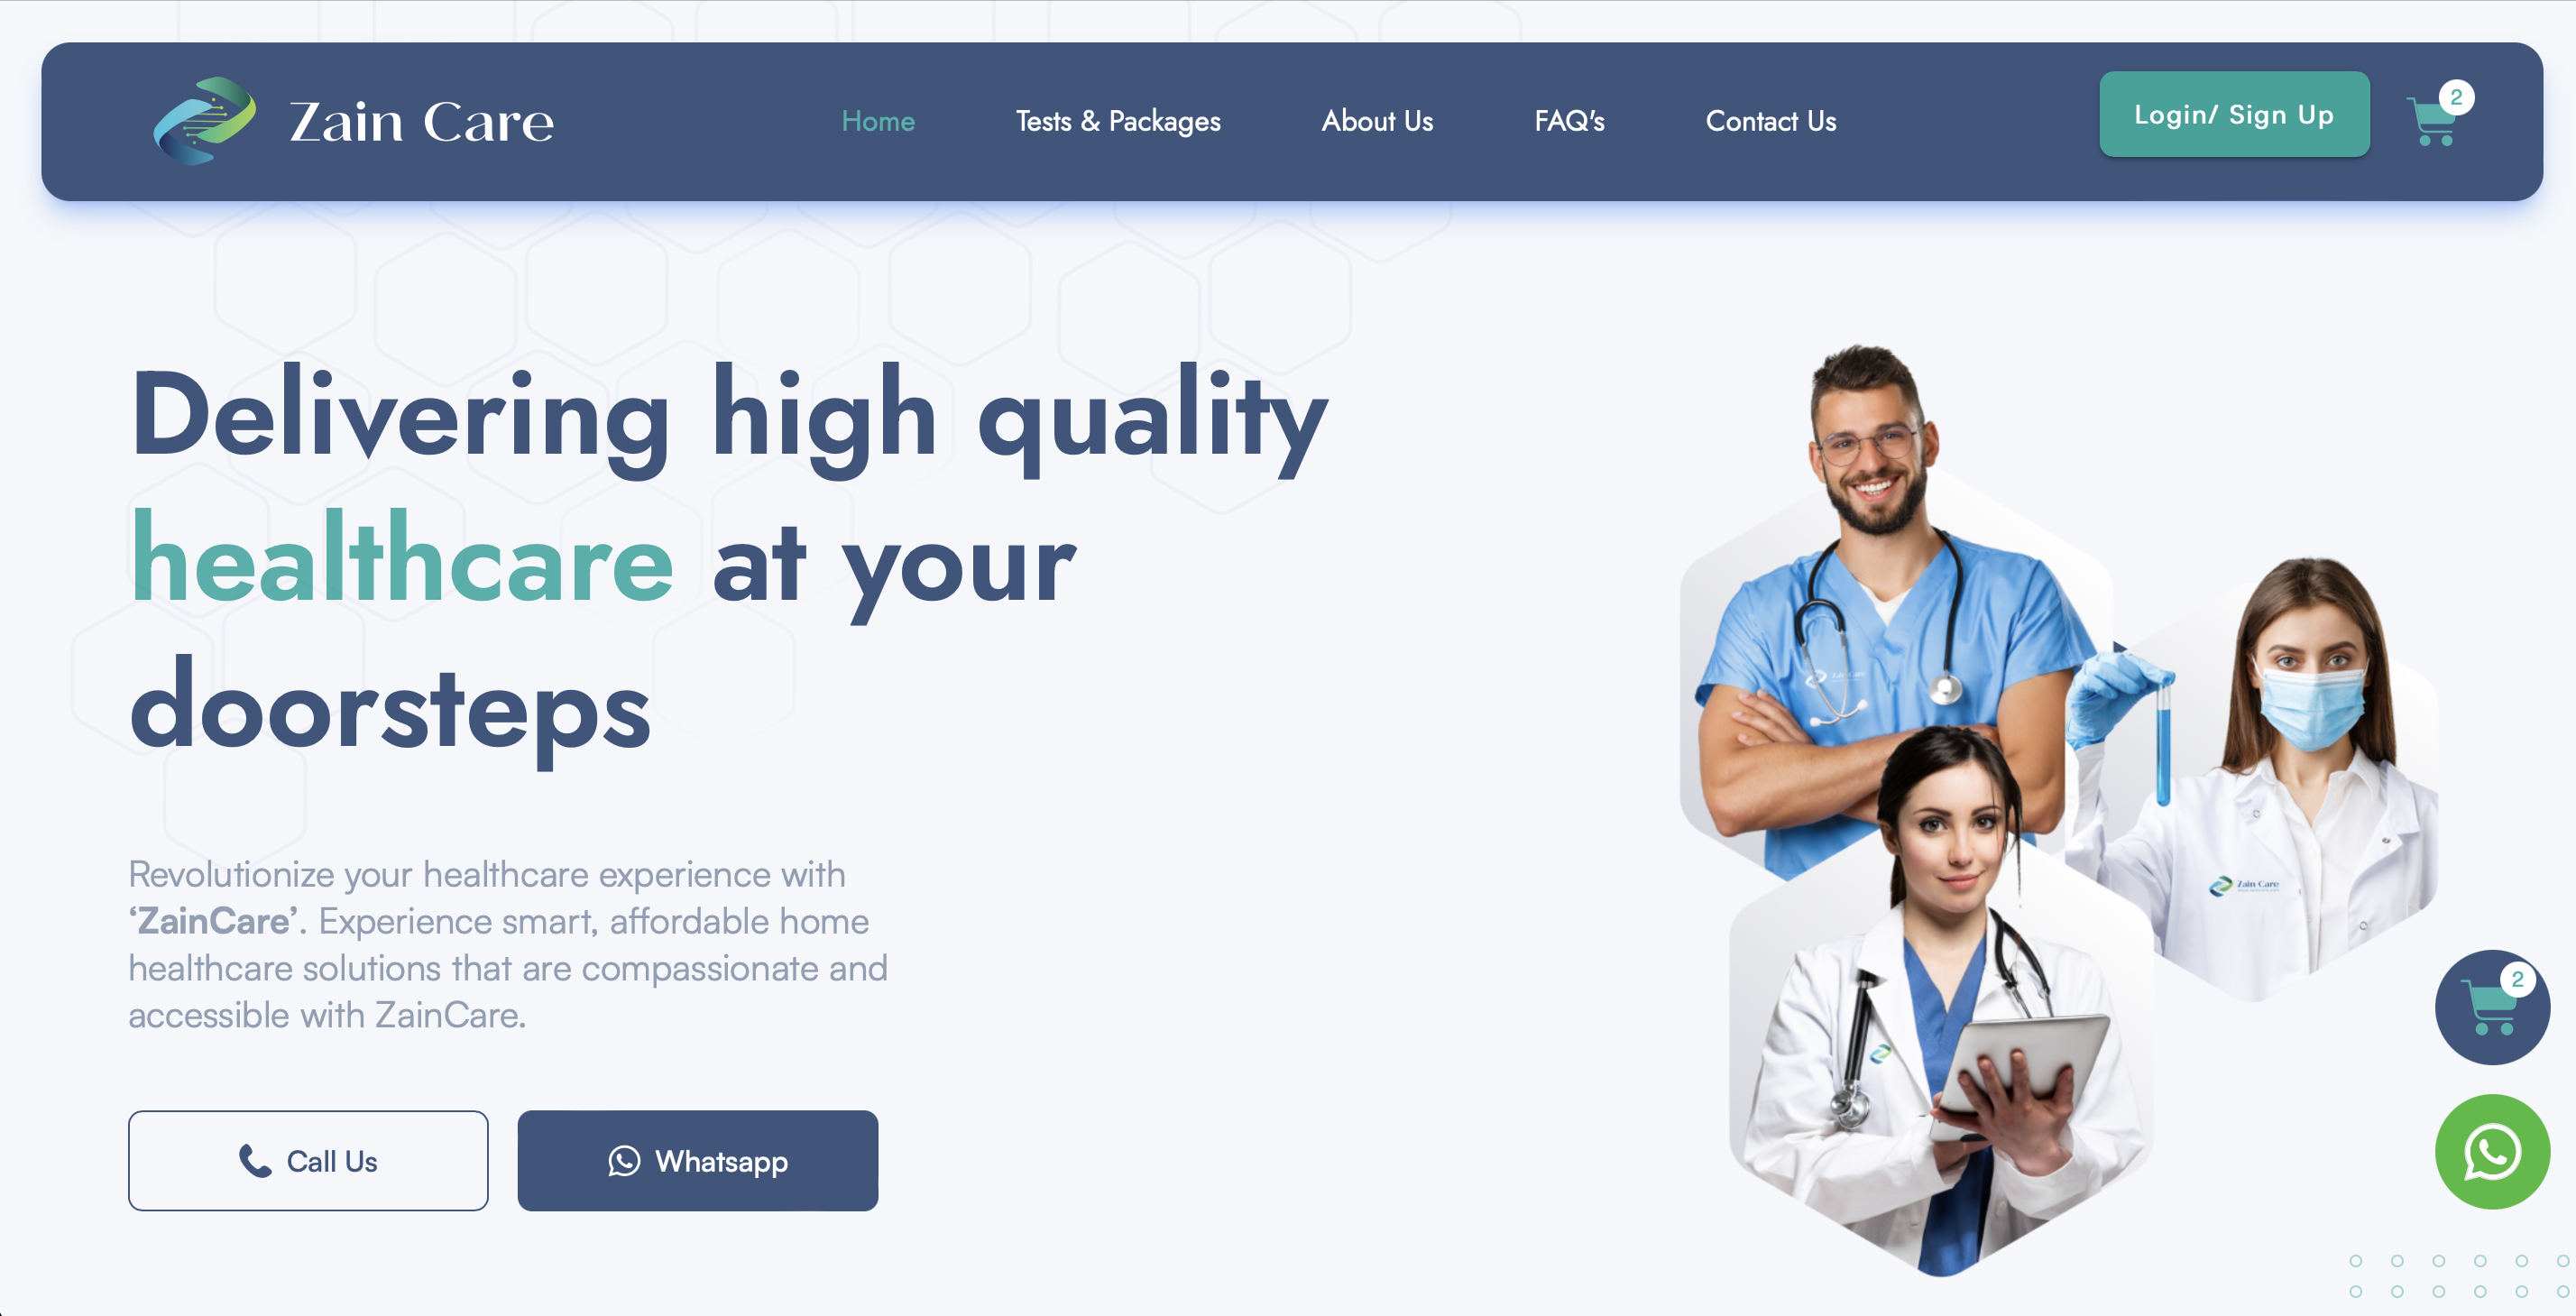 Zain Care
Home
Tests & Packages
About Us
FAQ's
Contact Us
Login/ Sign Up
2
Delivering high quality
healthcare at your
doorsteps
Revolutionize your healthcare experience with
‘ZainCare’. Experience smart, affordable home
healthcare solutions that are compassionate and
accessible with ZainCare.
Call Us
Whatsapp
Zain Care
2